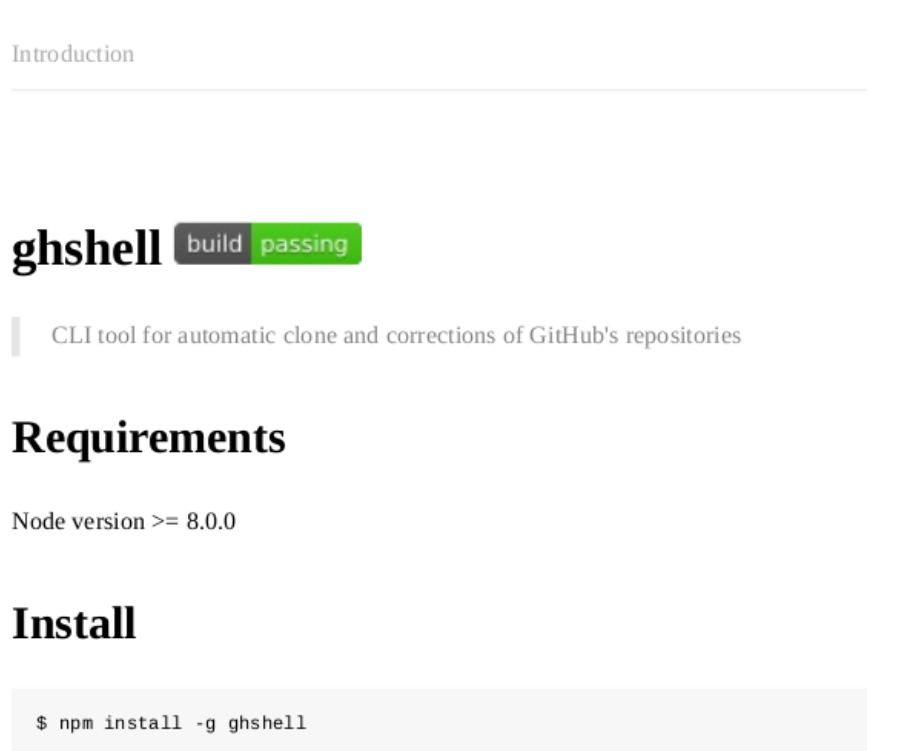 Introduction
ghshell build passing
CLI tool for automatic clone and corrections of GitHub's repositories
Requirements
Node version >= 8.0.0
Install
$ npm install -g ghshell